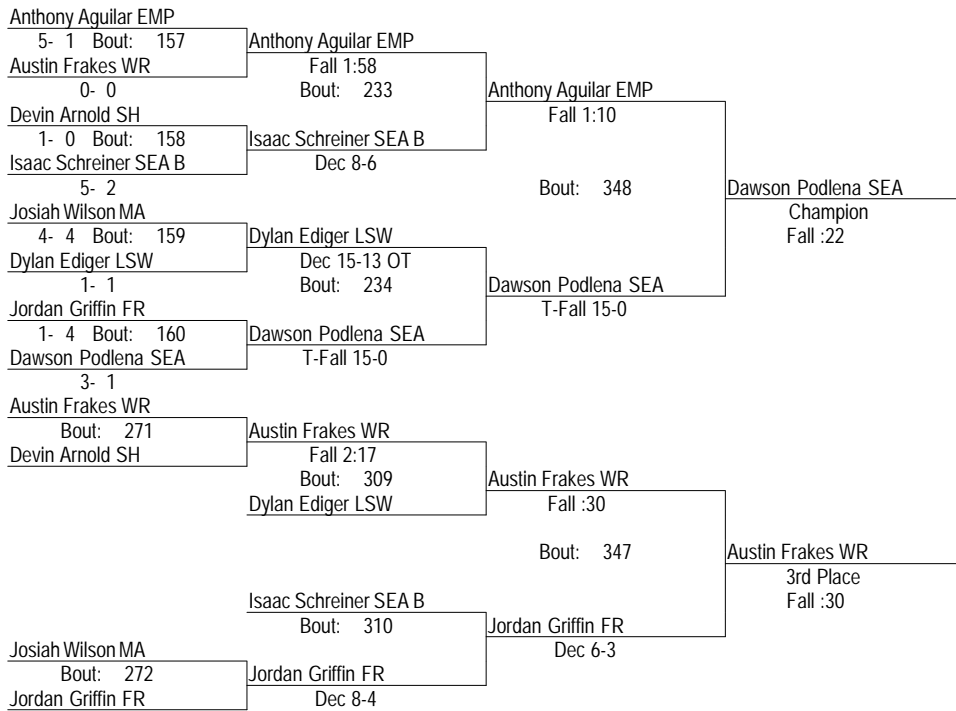 Anthony Aguilar EMP
5- 1 Bout: 157
Austin Frakes WR
0- 0
Devin Arnold SH
1- 0 Bout: 158
Isaac Schreiner SEA B
5- 2
Josiah Wilson MA
4- 4 Bout: 159
Dylan Ediger LSW
1- 1
Jordan Griffin FR
1- 4 Bout: 160
Dawson Podlena SEA
3- 1
Anthony Aguilar EMP
Fall 1:58
Bout: 233
Isaac Schreiner SEA B
Dec 8-6
Dylan Ediger LSW
Dec 15-13 OT
Bout: 234
Dawson Podlena SEA
T-Fall 15-0
Anthony Aguilar EMP
Fall 1:10
Bout: 348
Dawson Podlena SEA
T-Fall 15-0
Dawson Podlena SEA
Champion
Fall :22
Austin Frakes WR
Bout: 271
Devin Arnold SH
Josiah Wilson MA
Bout: 272
Jordan Griffin FR
Austin Frakes WR
Fall 2:17
Bout: 309
Dylan Ediger LSW
Isaac Schreiner SEA B
Bout: 310
Jordan Griffin FR
Dec 8-4
Austin Frakes WR
Fall :30
Bout: 347
Jordan Griffin FR
Dec 6-3
Austin Frakes WR
3rd Place
Fall :30